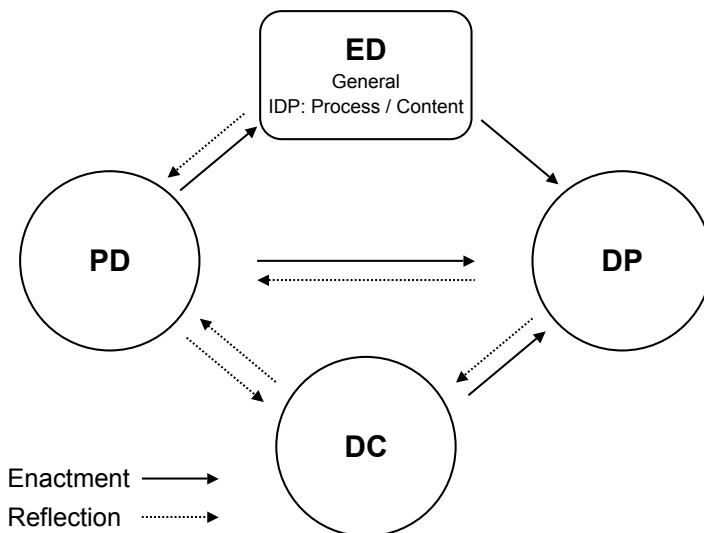 ED
General
IDP: Process / Content
PD
DP
DC
Enactment
Reflection